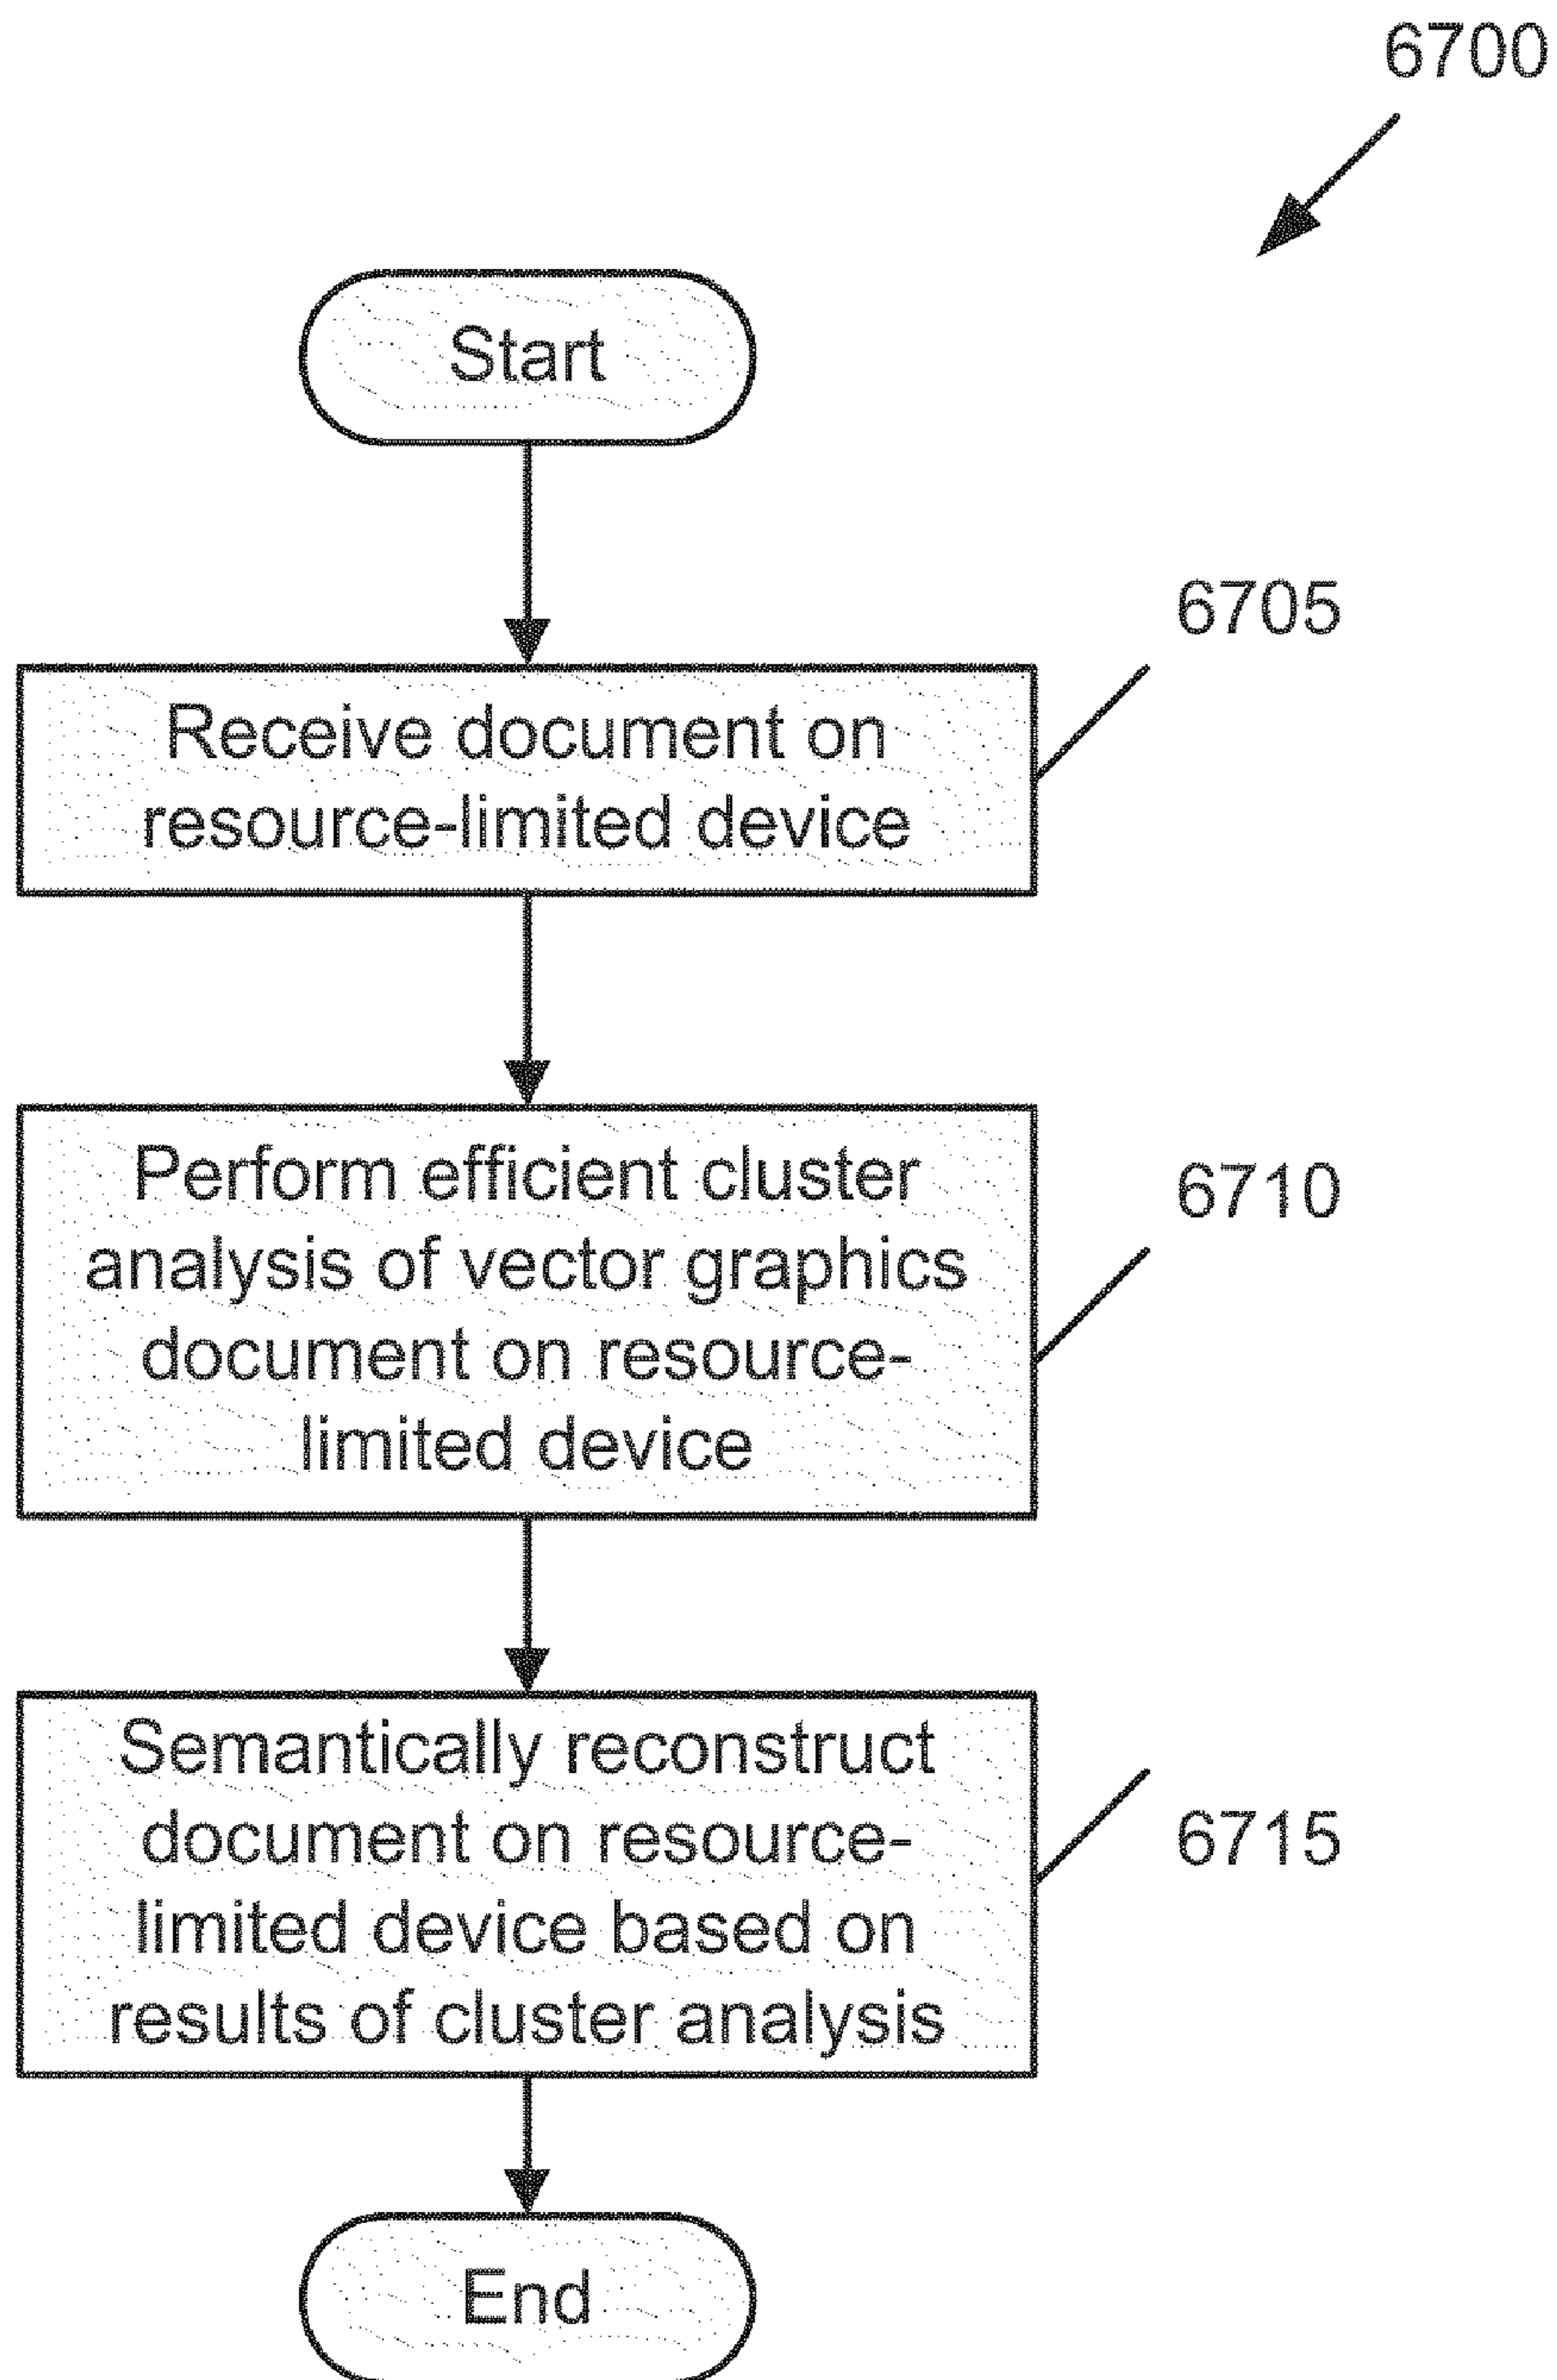 6700
Start
6705
Receive document on
resource-limited device
6710
Perform efficient cluster
analysis of vector graphics
document on resource-
limited device
Semantically reconstruct
document on resource-
limited device based on
results of cluster analysis
6715
End